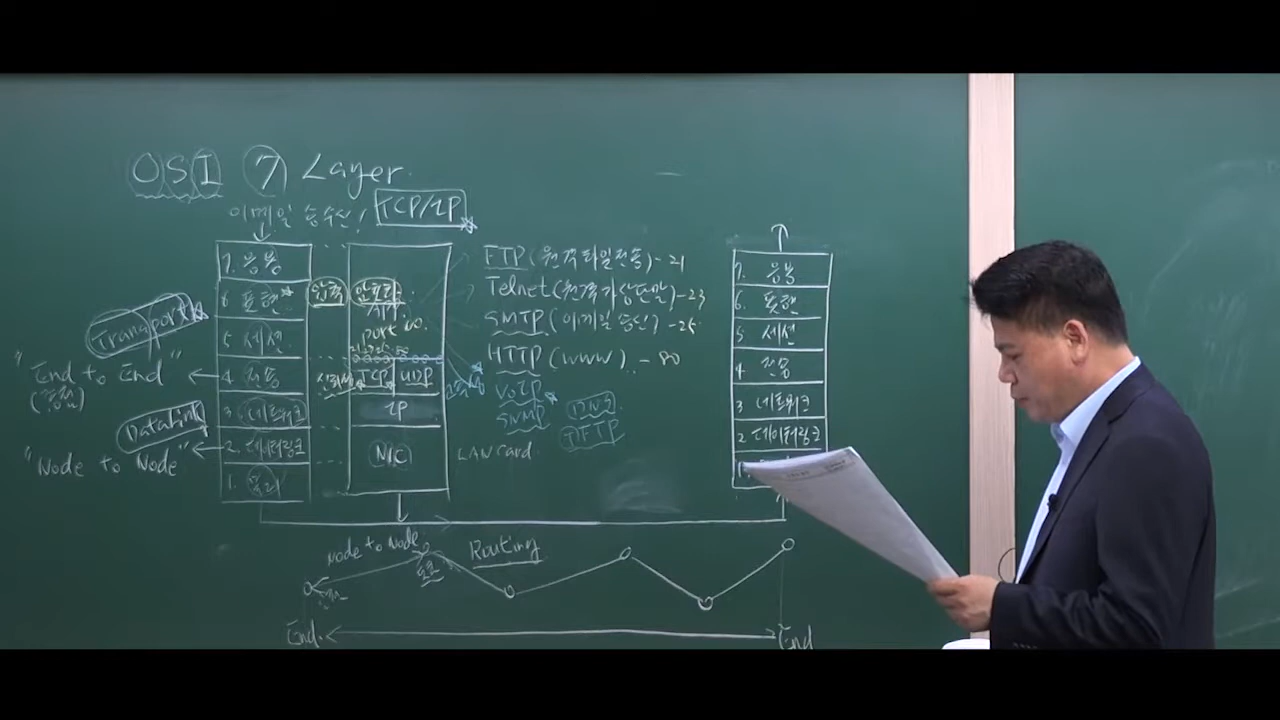 OSI 7 Layer.
이메일 송수신!
TCP/IP
7. 응용
6. 표현*
5. 세션
4. 전송
3. 네트워크
2. 데이터링크
1. 물리
Transport
"End to End"
(종단)
DataLink
"Node to Node"
압축
암호화
API
port no.
TCP
UDP
IP
NIC
LAN card.
FTP (원격파일전송) - 21
Telnet (원격가상단말) - 23
SMTP (이메일 송신) - 25
HTTP (www) - 80
VoIP
SNMP
DNS.
TFTP
7. 응용
6. 표현
5. 세션
4 전송
3 네트워크
2 데이터링크
1.
Node to Node
Routing
End.
End